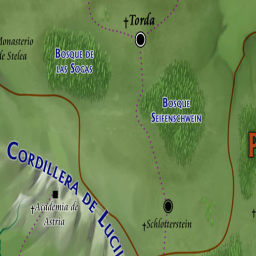 †Torda
Monasterio
de Stelea
BOSQUE DE
LAS SOGAS
BOSQUE
SEIFENSCHWEIN
CORDILLERA DE LUCI
†Academia de
Astria
†Schlotterstein